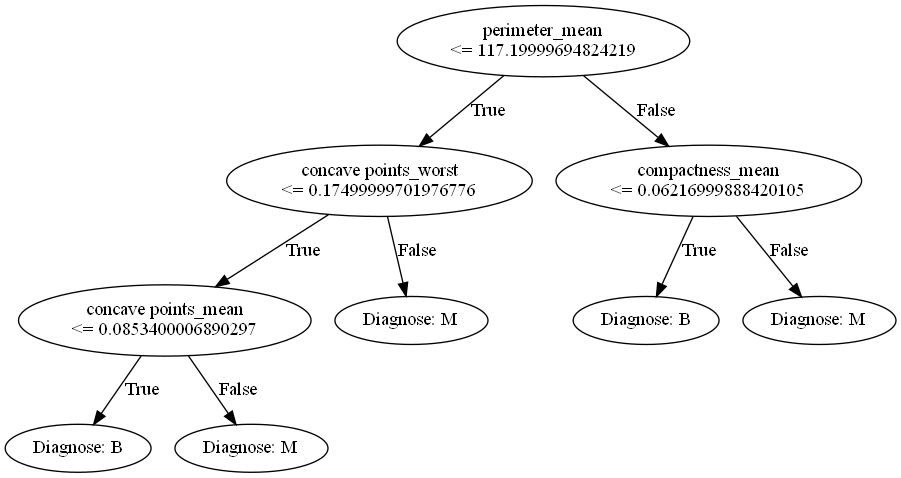 perimeter_mean
<= 117.19999694824219
True
False
concave points_worst
<= 0.17499999701976776
compactness_mean
<= 0.06216999888420105
True
False
True
False
concave points_mean
<= 0.0853400006890297
Diagnose: M
Diagnose: B
Diagnose: M
True
False
Diagnose: B
Diagnose: M